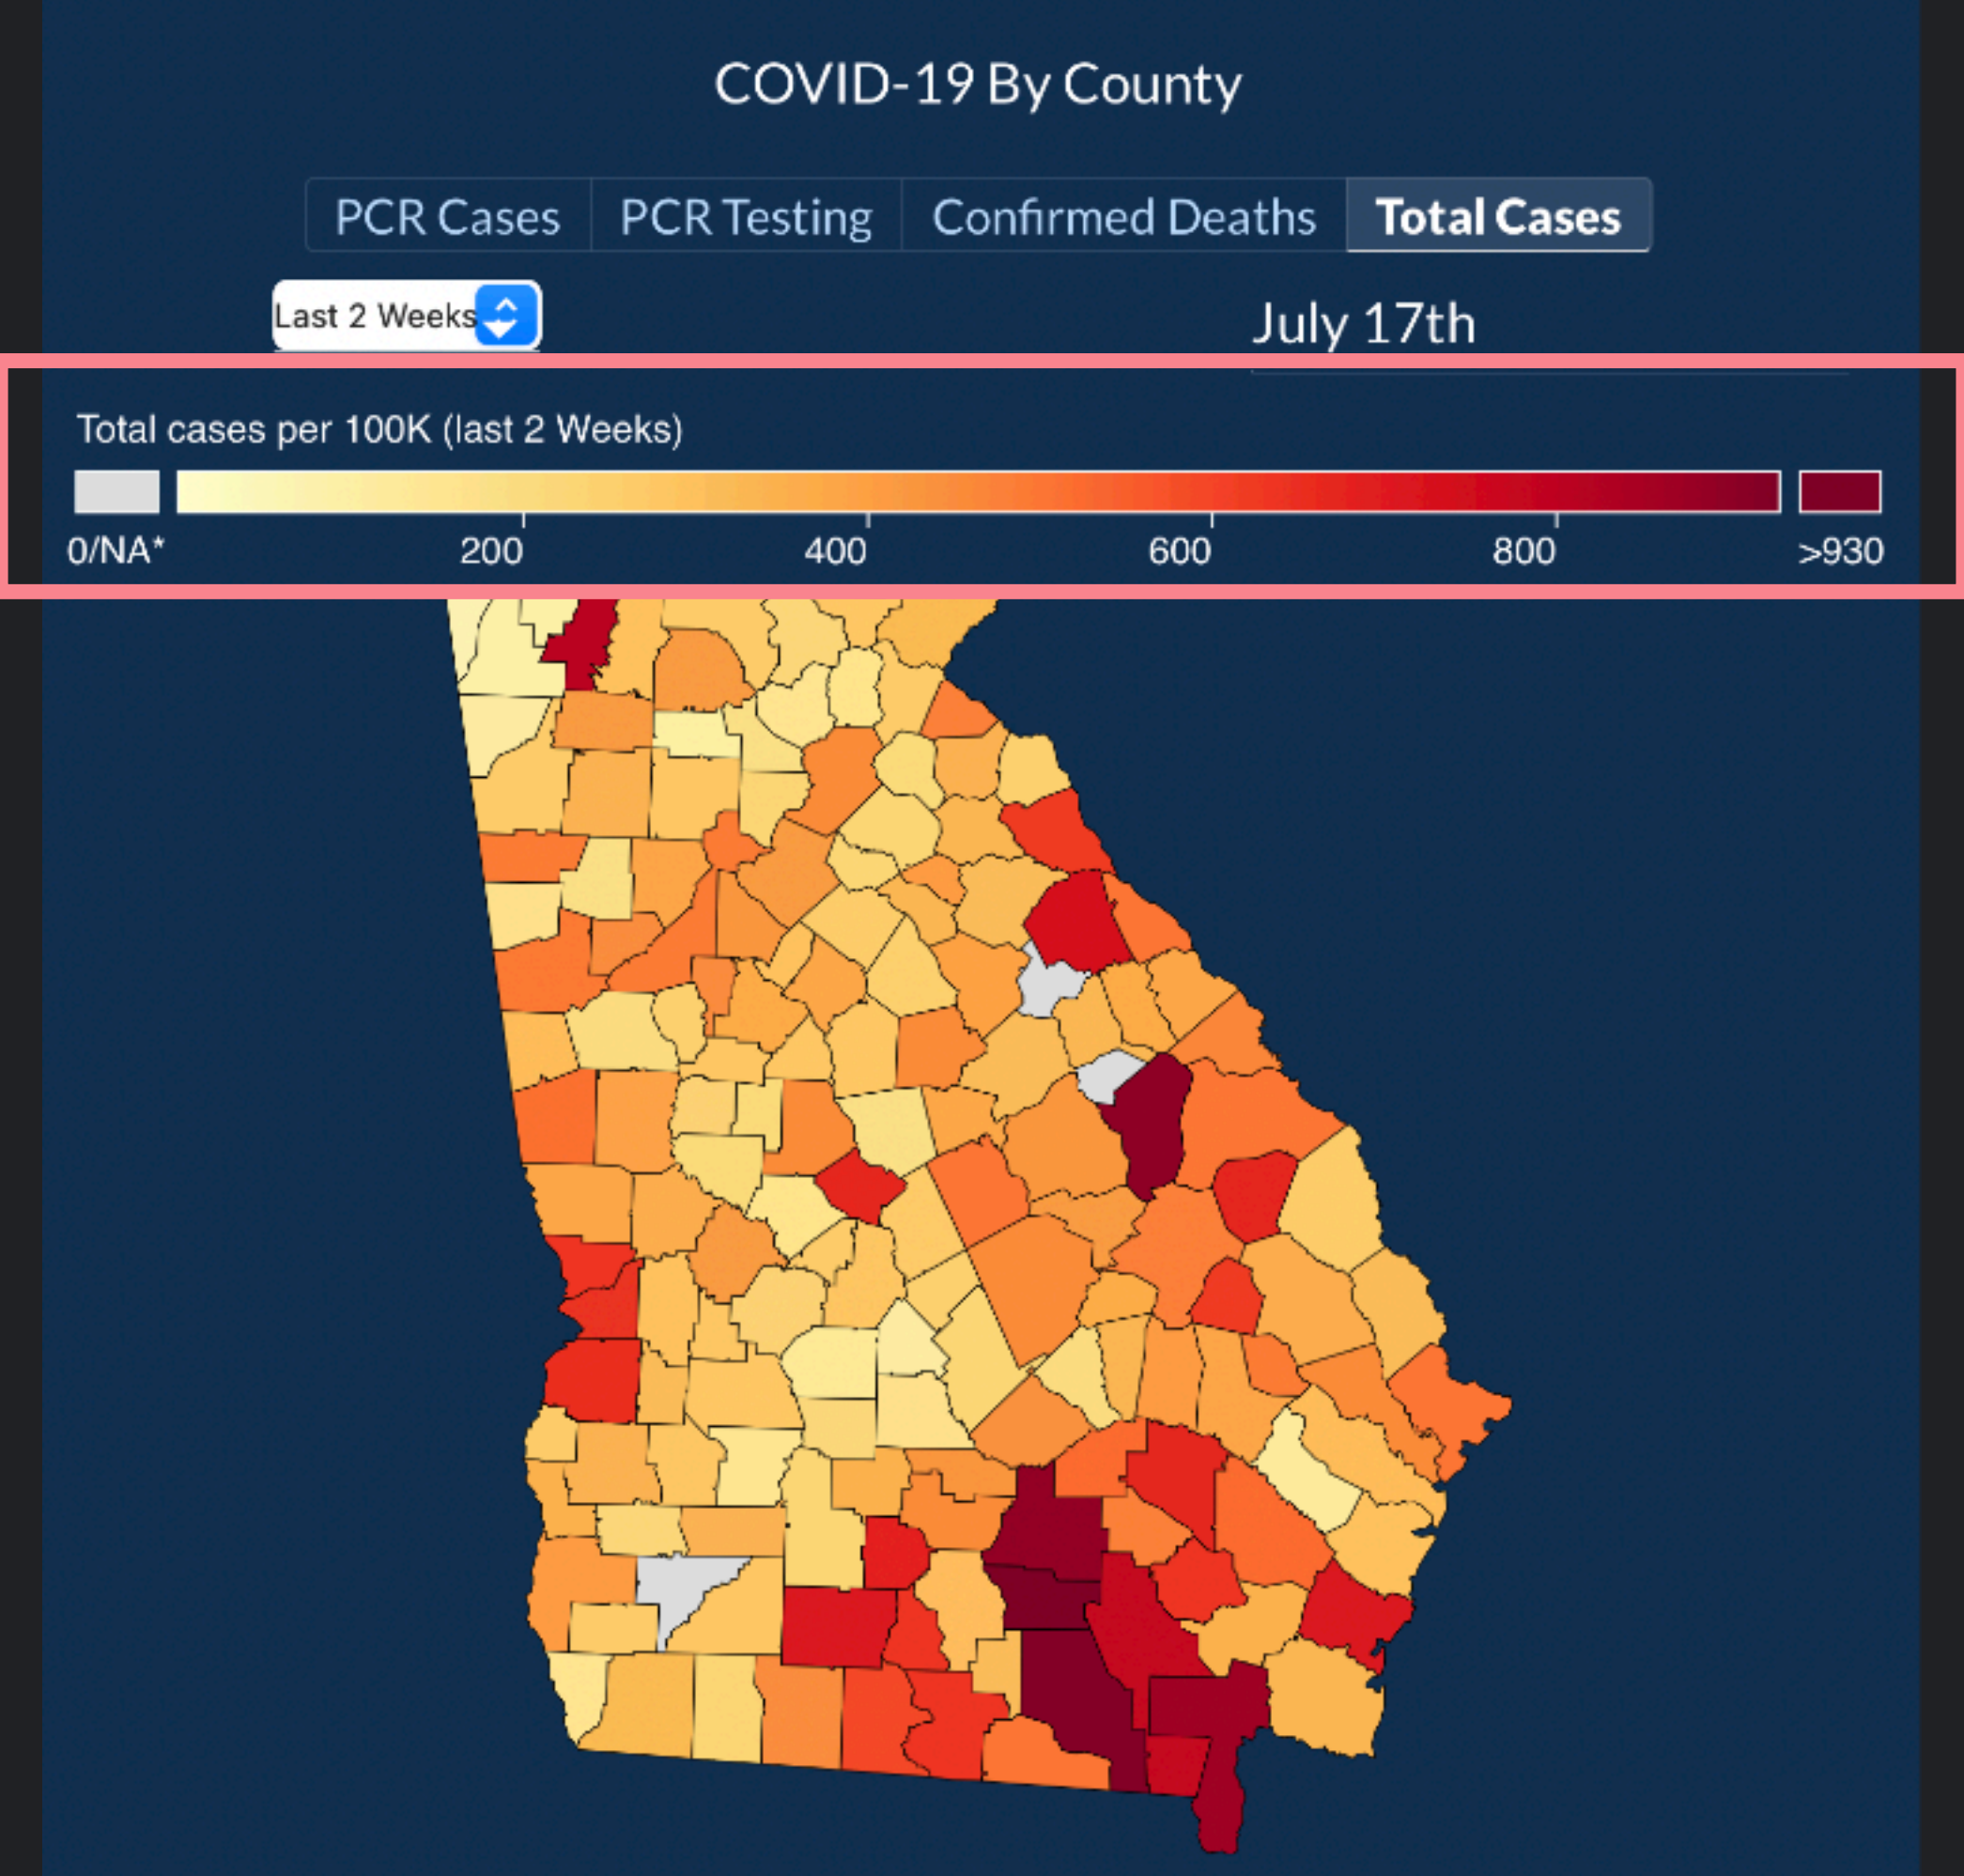 COVID-19 By County
PCR Cases PCR Testing Confirmed Deaths Total Cases
Last 2 Weeks July 17th
Total cases per 100K (last 2 Weeks)
0/NA* 200 400 600 800 >930